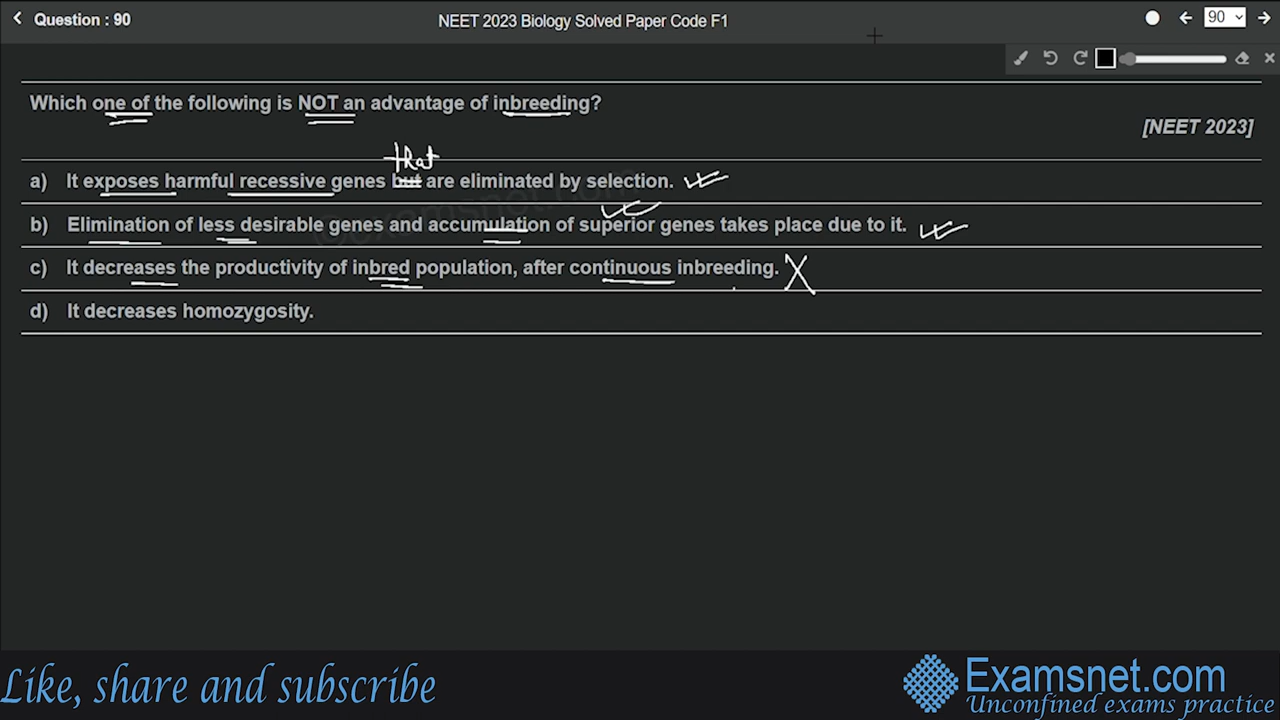 Question : 90
NEET 2023 Biology Solved Paper Code F1
90
Which one of the following is NOT an advantage of inbreeding?
[NEET 2023]
that
a) It exposes harmful recessive genes but are eliminated by selection.
b) Elimination of less desirable genes and accumulation of superior genes takes place due to it.
©examsnet.com
c) It decreases the productivity of inbred population, after continuous inbreeding. X
d) It decreases homozygosity.
Like, share and subscribe
Examsnet.com
Unconfined exams practice